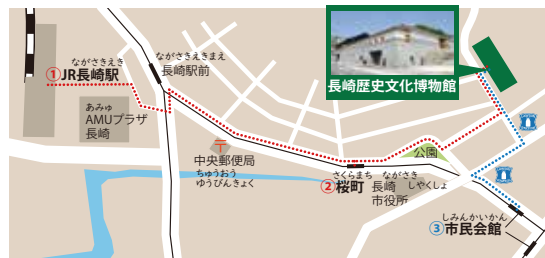 ながさきえき
①JR長崎駅
ながさきえきまえ
長崎駅前
長崎歴史文化博物館
あみゅ
AMUプラザ
長崎
〒
中央郵便局
ちゅうおう
ゆうびんきょく
公園
さくらまち
②桜町
ながさき
長崎
市役所
しやくしょ
しみんかいかん
③市民会館